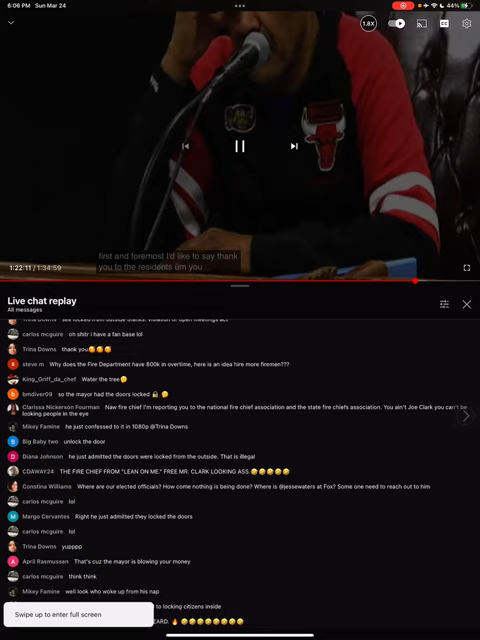 6:06 PM Sun Mar 24
44%
1.8X
CC
first and foremost I'd like to say thank
you to the residents um you
1:22:11 / 1:34:59
Live chat replay
All messages
carlos mcguire oh shitr i have a fan base lol
Trina Downs thank you🥰🥰🥰
steve m Why does the Fire Department have 800k in overtime, here is an idea hire more firemen???
King_Griff_da_chef Water the tree
bmdiver09 so the mayor had the doors locked
Clarissa Nickerson Fourman Naw fire chief I'm reporting you to the national fire chief association and the state fire chiefs association. You ain't Joe Clark you can't be
looking people in the eye
Mikey Famine he just confessed to it in 1080p @Trina Downs
Big Baby two unlock the door
Diana Johnson he just admitted the doors were locked from the outside. That is illegal
CDAWAY24 THE FIRE CHIEF FROM "LEAN ON ME." FREE MR. CLARK LOOKING ASS.🤣🤣🤣🤣🤣
Constina Williams Where are our elected officials? How come nothing is being done? Where is @jessewaters at Fox? Some one need to reach out to him
carlos mcguire lol
Margo Cervantes Right he just admitted they locked the doors
carlos mcguire lol
Trina Downs yupppp
April Rasmussen That's cuz the mayor is blowing your money
carlos mcguire think think
Mikey Famine well look who woke up from his nap
to locking citizens inside
Swipe up to enter full screen
ZARD. 🔥 🤣🤣🤣🤣🤣🤣🤣